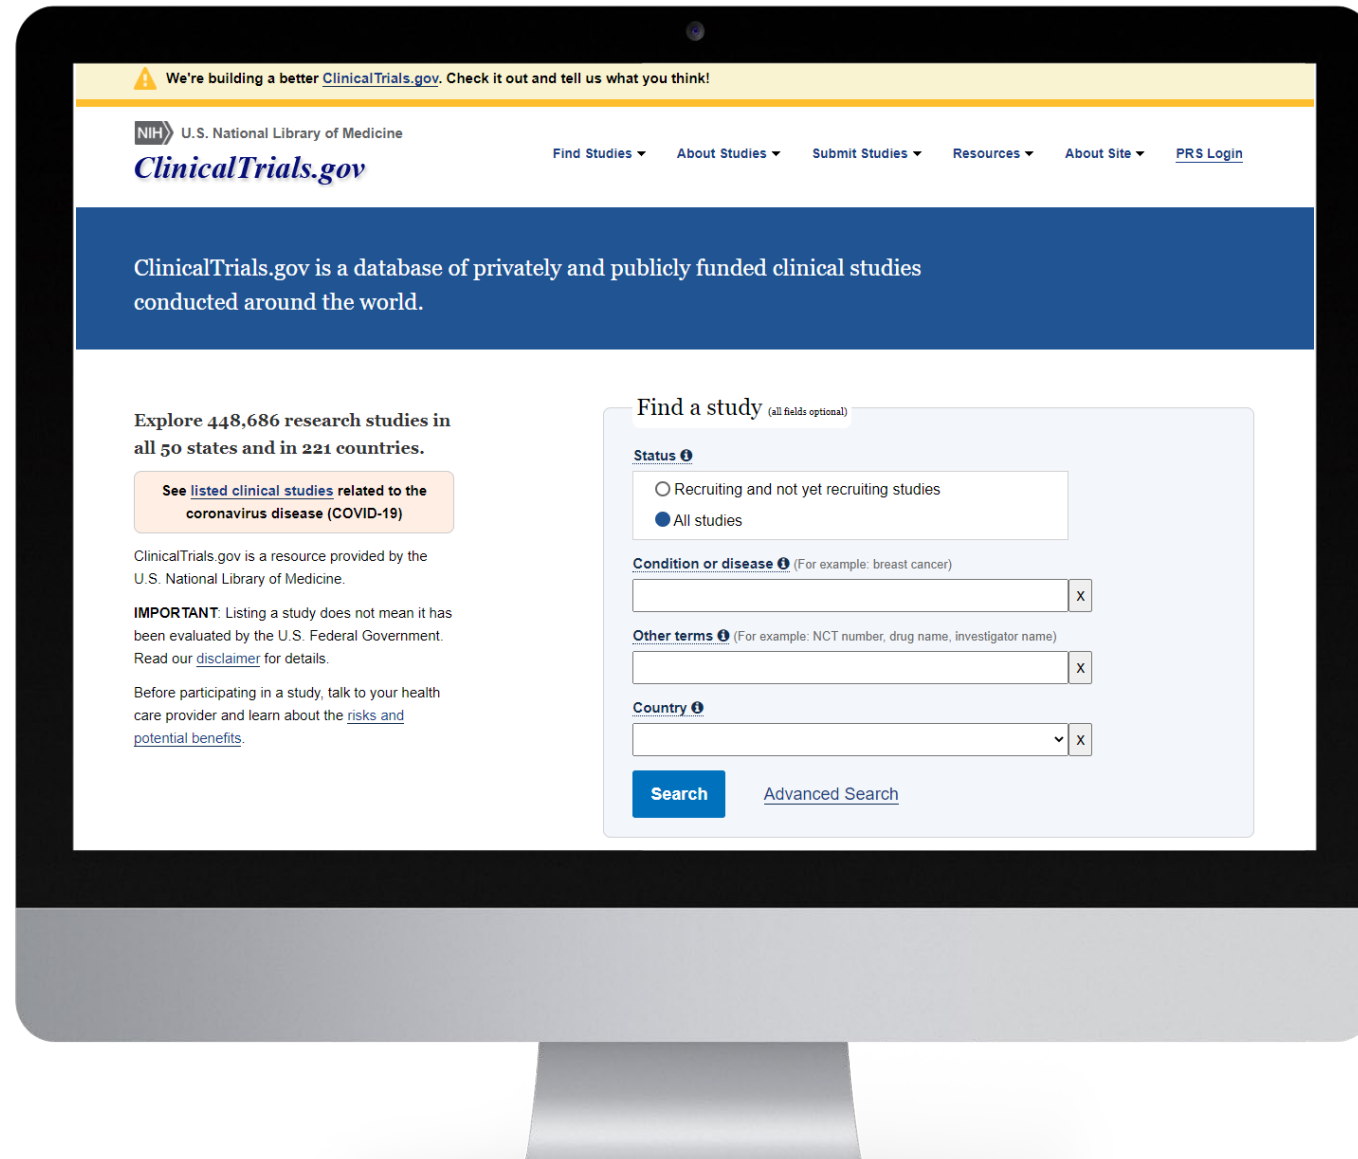 We're building a better ClinicalTrials.gov. Check it out and tell us what you think!
NIH U.S. National Library of Medicine
ClinicalTrials.gov
Find Studies About Studies Submit Studies Resources About Site PRS Login
ClinicalTrials.gov is a database of privately and publicly funded clinical studies
conducted around the world.
Explore 448,686 research studies in
all 50 states and in 221 countries.
See listed clinical studies related to the
coronavirus disease (COVID-19)
ClinicalTrials.gov is a resource provided by the
U.S. National Library of Medicine.
IMPORTANT: Listing a study does not mean it has
been evaluated by the U.S. Federal Government.
Read our disclaimer for details.
Before participating in a study, talk to your health
care provider and learn about the risks and
potential benefits.
Find a study (all fields optional)
Status
Recruiting and not yet recruiting studies
All studies
Condition or disease (For example: breast cancer)
X
Other terms (For example: NCT number, drug name, investigator name)
X
Country
X
Search Advanced Search